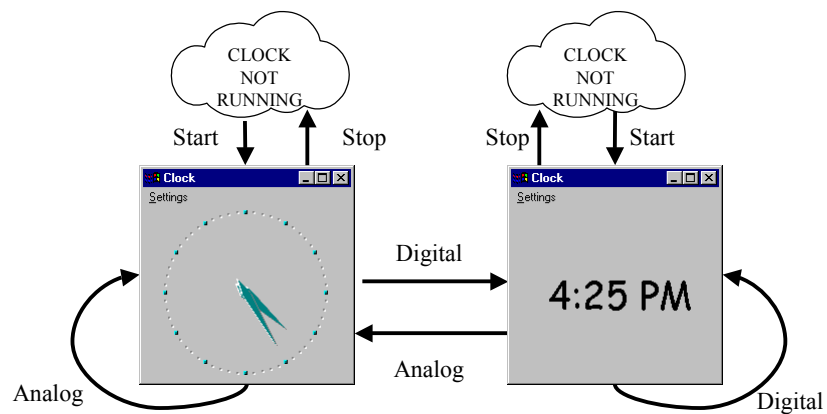 CLOCK
NOT
RUNNING
CLOCK
NOT
RUNNING
Start
Stop
Stop
Start
Clock
Settings
Clock
Settings
Digital
4:25 PM
Analog
Analog
Digital